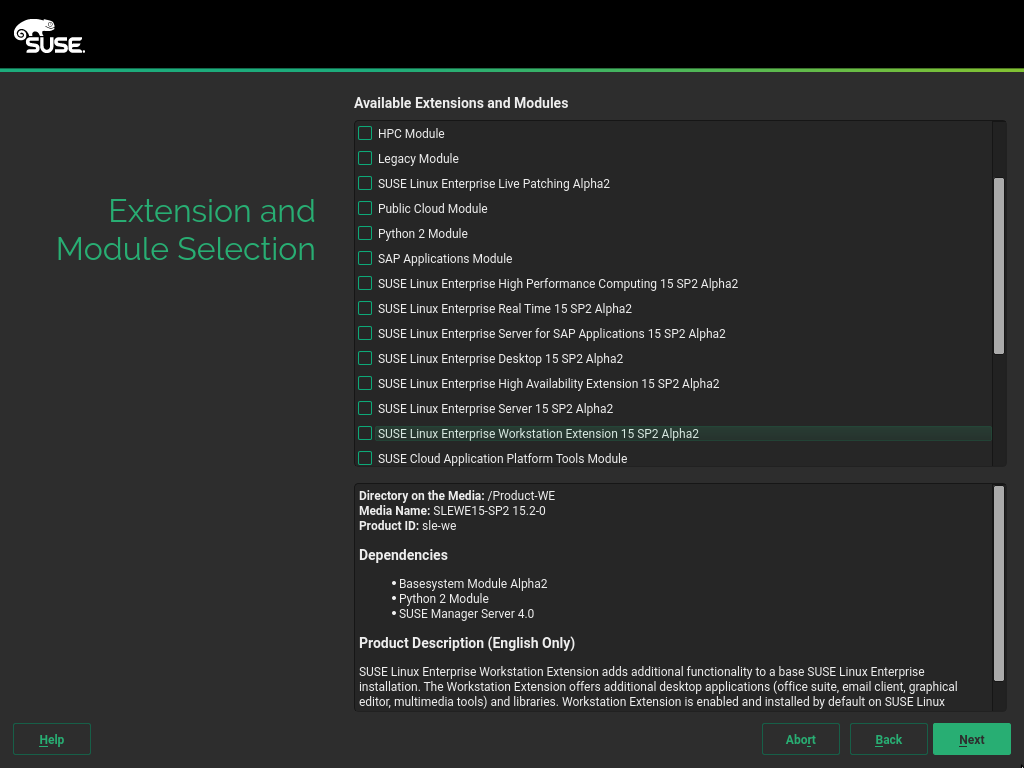 SUSE.
Extension and
Module Selection
Available Extensions and Modules
HPC Module
Legacy Module
SUSE Linux Enterprise Live Patching Alpha2
Public Cloud Module
Python 2 Module
SAP Applications Module
SUSE Linux Enterprise High Performance Computing 15 SP2 Alpha2
SUSE Linux Enterprise Real Time 15 SP2 Alpha2
SUSE Linux Enterprise Server for SAP Applications 15 SP2 Alpha2
SUSE Linux Enterprise Desktop 15 SP2 Alpha2
SUSE Linux Enterprise High Availability Extension 15 SP2 Alpha2
SUSE Linux Enterprise Server 15 SP2 Alpha2
SUSE Linux Enterprise Workstation Extension 15 SP2 Alpha2
SUSE Cloud Application Platform Tools Module
Directory on the Media: /Product-WE
Media Name: SLEWE15-SP2 15.2-0
Product ID: sle-we
Dependencies
• Basesystem Module Alpha2
• Python 2 Module
• SUSE Manager Server 4.0
Product Description (English Only)
SUSE Linux Enterprise Workstation Extension adds additional functionality to a base SUSE Linux Enterprise
installation. The Workstation Extension offers additional desktop applications (office suite, email client, graphical
editor, multimedia tools) and libraries. Workstation Extension is enabled and installed by default on SUSE Linux
Help
Abort
Back
Next